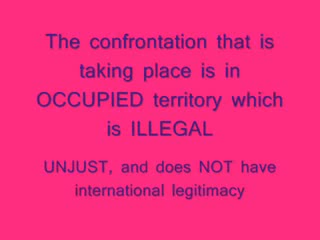 The confrontation that is
taking place is in
OCCUPIED territory which
is ILLEGAL
UNJUST, and does NOT have
international legitimacy